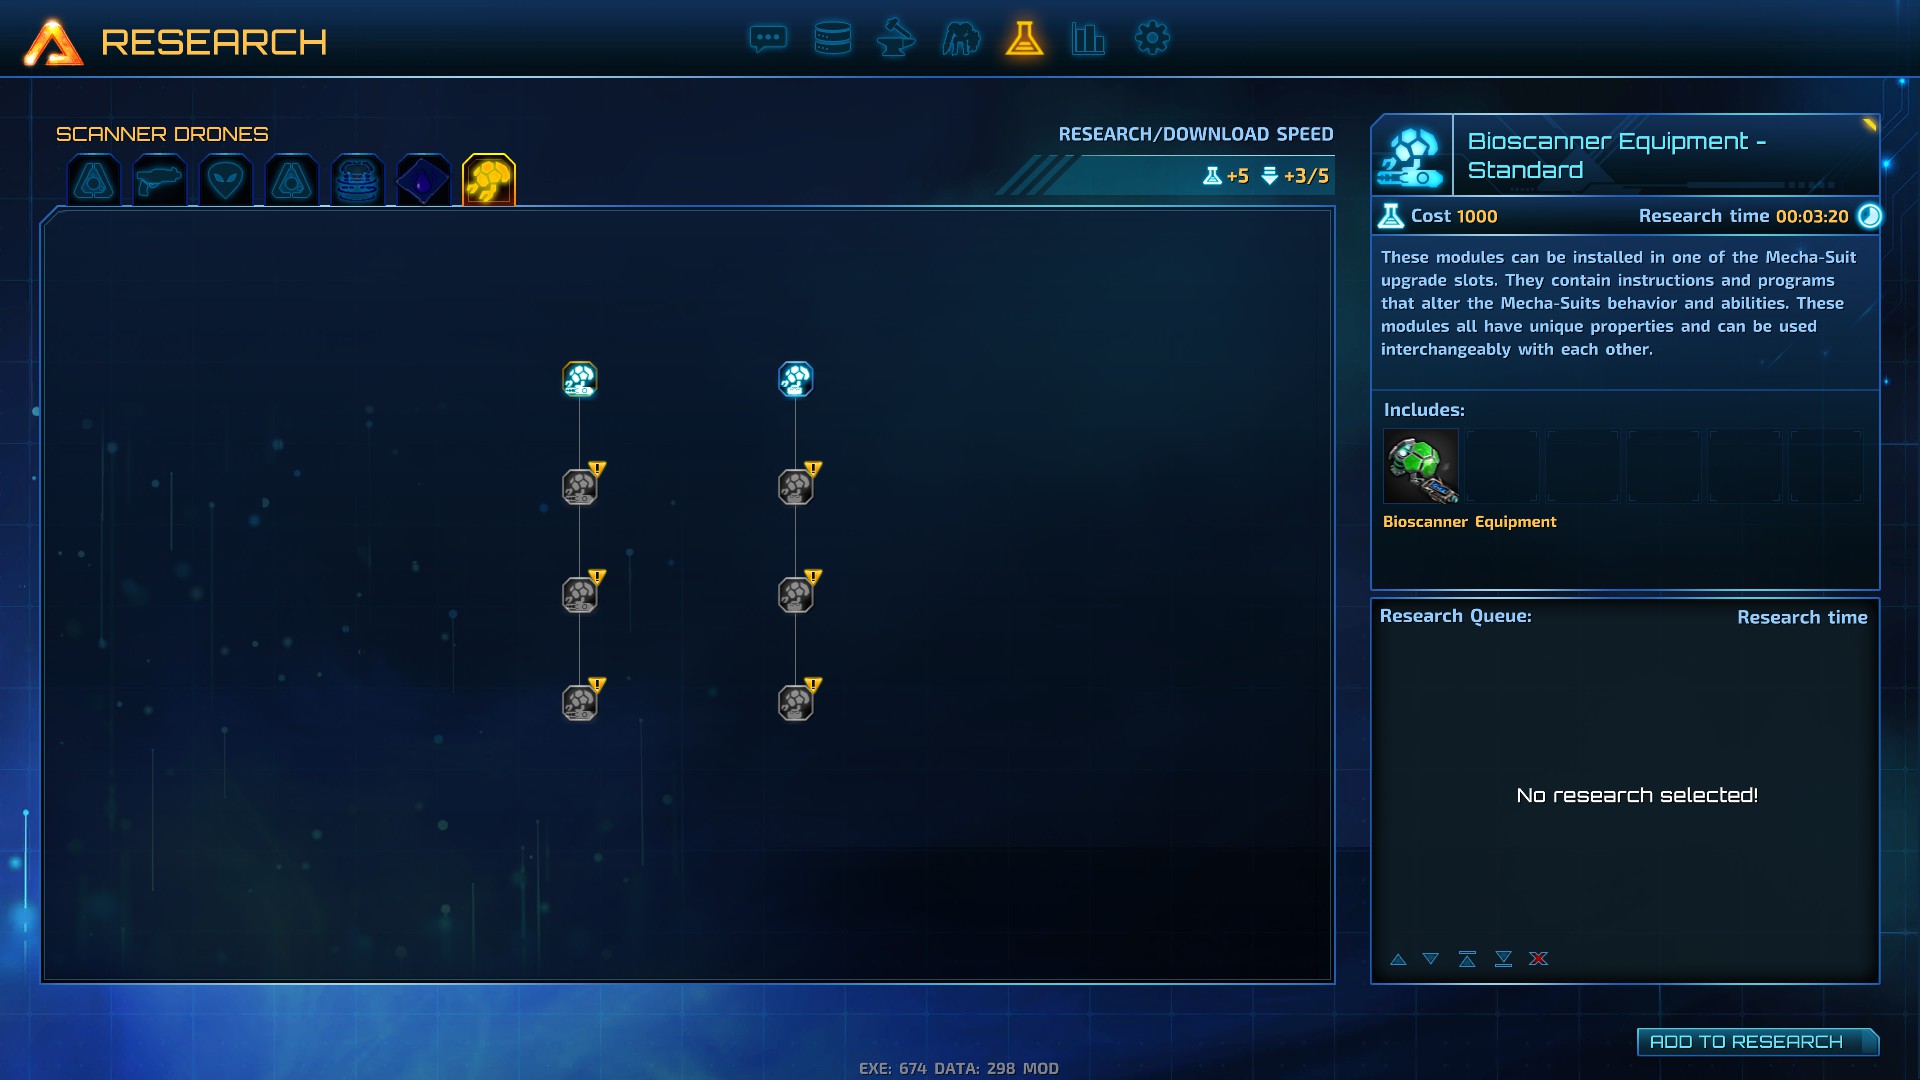 RESEARCH
SCANNER DRONES
RESEARCH/DOWNLOAD SPEED
+5 +3/5
Bioscanner Equipment -
Standard
Cost 1000
Research time 00:03:20
These modules can be installed in one of the Mecha-Suit
upgrade slots. They contain instructions and programs
that alter the Mecha-Suits behavior and abilities. These
modules all have unique properties and can be used
interchangeably with each other.
Includes:
Bioscanner Equipment
Research Queue:
Research time
No research selected!
ADD TO RESEARCH
EXE: 674 DATA: 298 MOD